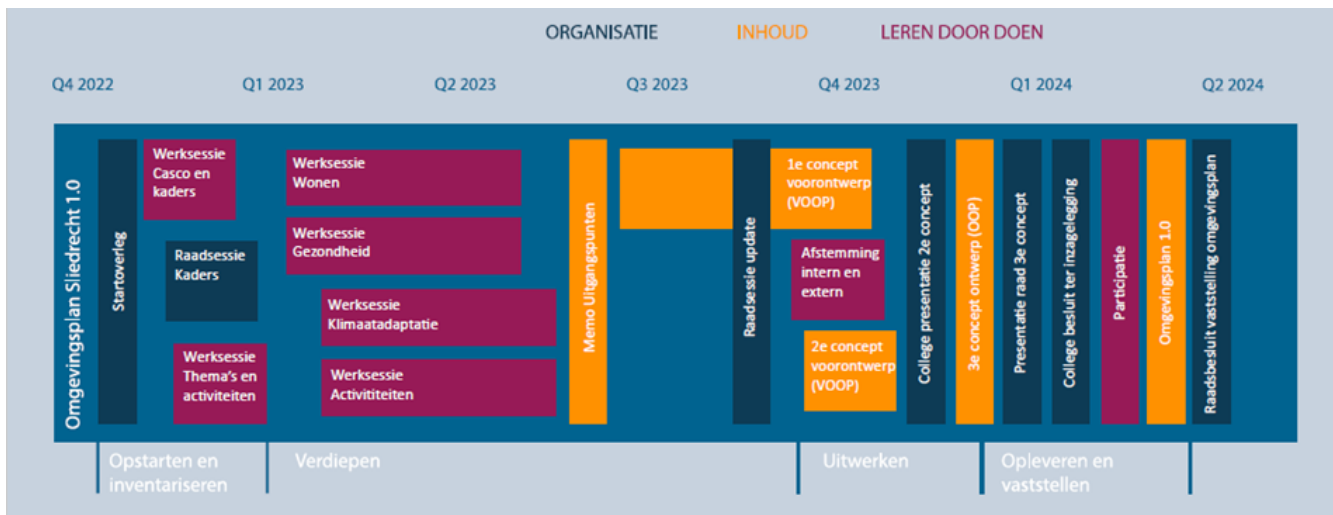 ORGANISATIE INHOUD LEREN DOOR DOEN
Q4 2022 Q1 2023 Q2 2023 Q3 2023 Q4 2023 Q1 2024 Q2 2024
Omgevingsplan Sliedrecht 1.0
Startoverleg
Werksessie
Casco en
kaders
Raadsessie
Kaders
Werksessie
Thema's en
activiteiten
Werksessie
Wonen
Werksessie
Gezondheid
Werksessie
Klimaatadaptatie
Werksessie
Activititeiten
Memo Uitgangspunten
Raadsessie update
1e concept
voorontwerp
(VOOP)
Afstemming
intern en
extern
2e concept
voorontwerp
(VOOP)
College presentatie 2e concept
3e concept ontwerp (OOP)
Presentatie raad 3e concept
College besluit ter inzagelegging
Participatie
Omgevingsplan 1.0
Raadsbesluit vaststelling omgevingsplan
Opstarten en
inventariseren
Verdiepen
Uitwerken
Opleveren en
vaststellen